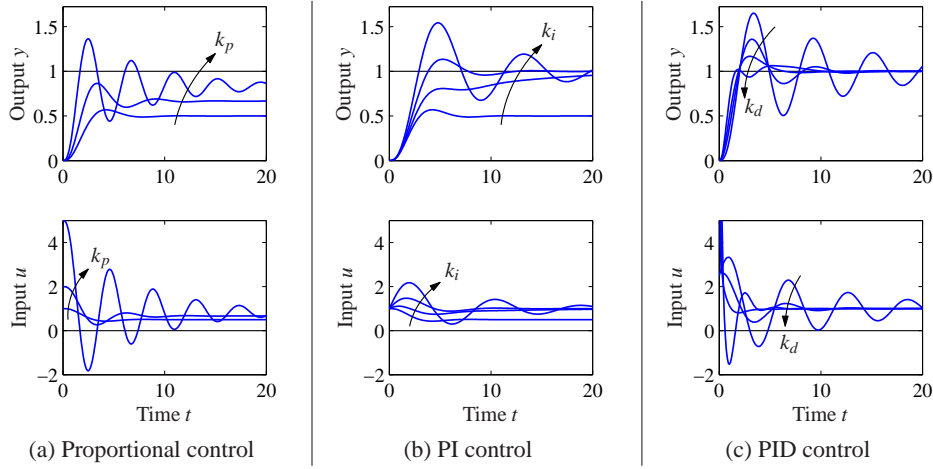 1.5
1
0.5
0
Output y
k_p
0 10 20
4
2
0
−2
Input u
k_p
0 10 20
Time t
(a) Proportional control
1.5
1
0.5
0
Output y
k_i
0 10 20
4
2
0
−2
Input u
k_i
0 10 20
Time t
(b) PI control
1.5
1
0.5
0
Output y
k_d
0 10 20
4
2
0
−2
Input u
k_d
0 10 20
Time t
(c) PID control